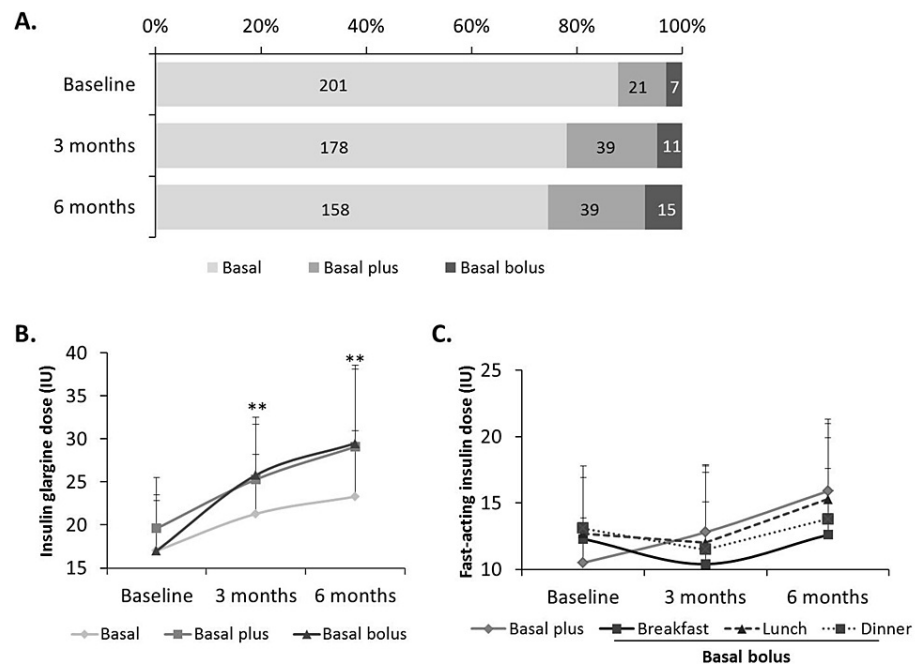 A.
0% 20% 40% 60% 80% 100%
Baseline 201 21 7
3 months 178 39 11
6 months 158 39 15
Basal Basal plus Basal bolus
B.
Insulin glargine dose (IU)
40
35
30
25
20
15
** **
Baseline 3 months 6 months
Basal Basal plus Basal bolus
C.
Fast-acting insulin dose (IU)
25
20
15
10
Baseline 3 months 6 months
Basal plus Breakfast Lunch Dinner
Basal bolus